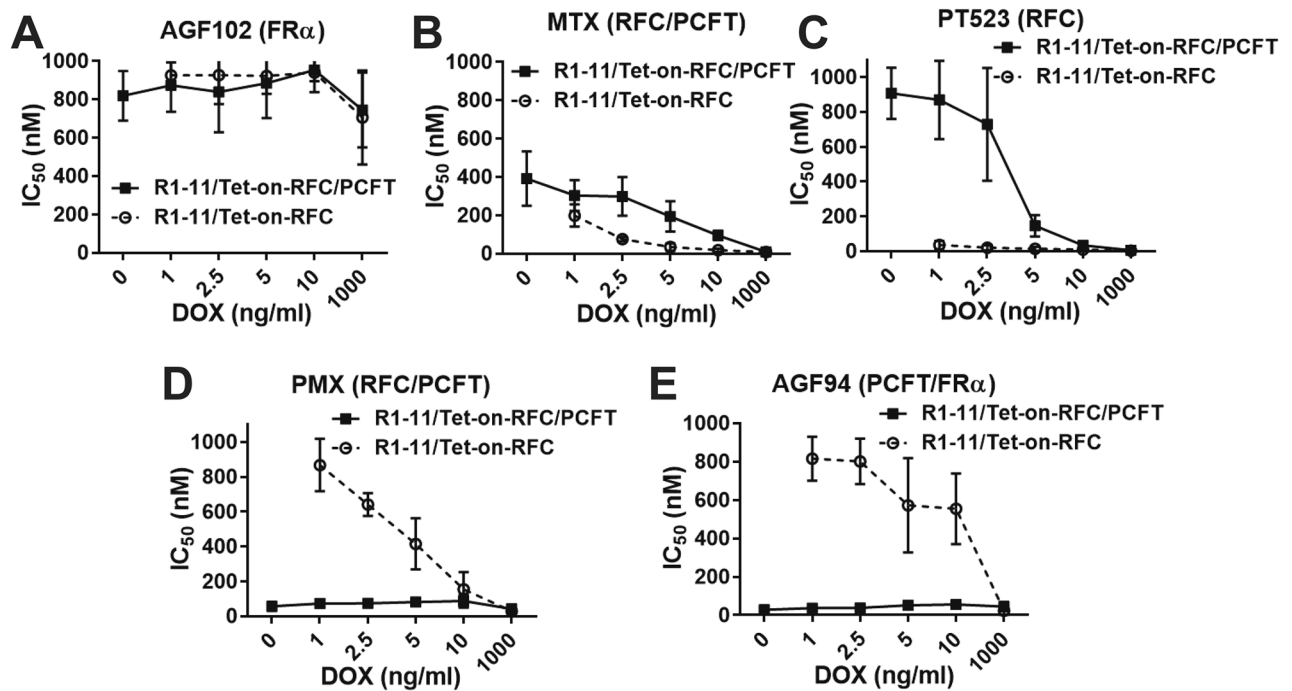 A
AGF102 (FRα)
IC50 (nM)
1000
800
600
400
200
0
R1-11/Tet-on-RFC/PCFT
R1-11/Tet-on-RFC
0 1 2.5 5 10 1000
DOX (ng/ml)
B
MTX (RFC/PCFT)
R1-11/Tet-on-RFC/PCFT
R1-11/Tet-on-RFC
IC50 (nM)
1000
800
600
400
200
0
0 1 2.5 5 10 1000
DOX (ng/ml)
C
PT523 (RFC)
R1-11/Tet-on-RFC/PCFT
R1-11/Tet-on-RFC
IC50 (nM)
1000
800
600
400
200
0
0 1 2.5 5 10 1000
DOX (ng/ml)
D
PMX (RFC/PCFT)
R1-11/Tet-on-RFC/PCFT
R1-11/Tet-on-RFC
IC50 (nM)
1000
800
600
400
200
0
0 1 2.5 5 10 1000
DOX (ng/ml)
E
AGF94 (PCFT/FRα)
R1-11/Tet-on-RFC/PCFT
R1-11/Tet-on-RFC
IC50 (nM)
1000
800
600
400
200
0
0 1 2.5 5 10 1000
DOX (ng/ml)